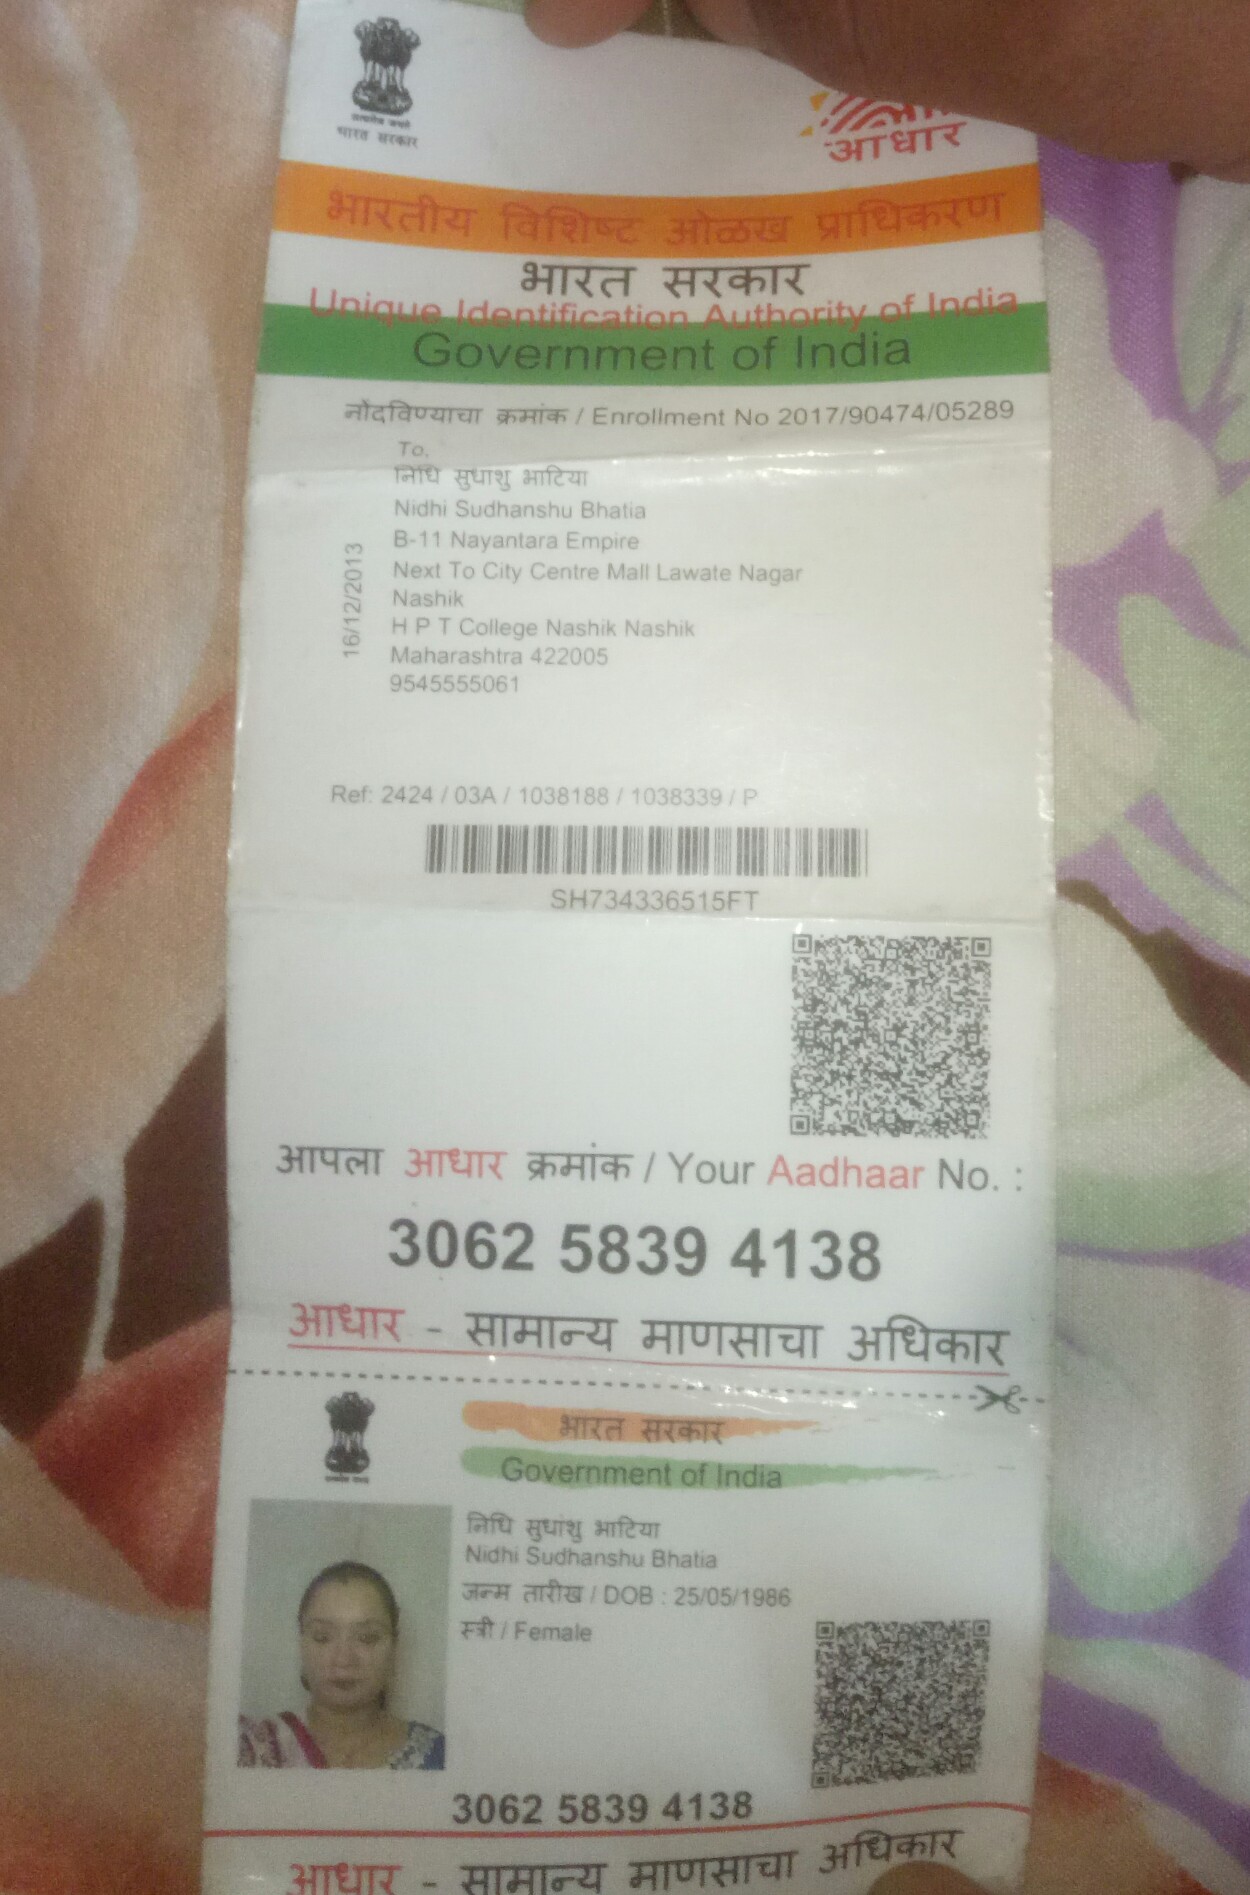 सत्यमेव जयते
भारत सरकार
आधार
भारतीय विशिष्ट ओळख प्राधिकरण
भारत सरकार
Unique Identification Authority of India
Government of India
नोंदविण्याचा क्रमांक / Enrollment No 2017/90474/05289
To,
निधि सुधांशु भाटिया
Nidhi Sudhanshu Bhatia
B-11 Nayantara Empire
Next To City Centre Mall Lawate Nagar
Nashik
H P T College Nashik Nashik
Maharashtra 422005
9545555061
16/12/2013
Ref: 2424 / 03A / 1038188 / 1038339 / P
SH734336515FT
आपला आधार क्रमांक / Your Aadhaar No. :
3062 5839 4138
आधार - सामान्य माणसाचा अधिकार
भारत सरकार
Government of India
निधि सुधांशु भाटिया
Nidhi Sudhanshu Bhatia
जन्म तारीख / DOB : 25/05/1986
स्त्री / Female
3062 5839 4138
आधार - सामान्य माणसाचा अधिकार